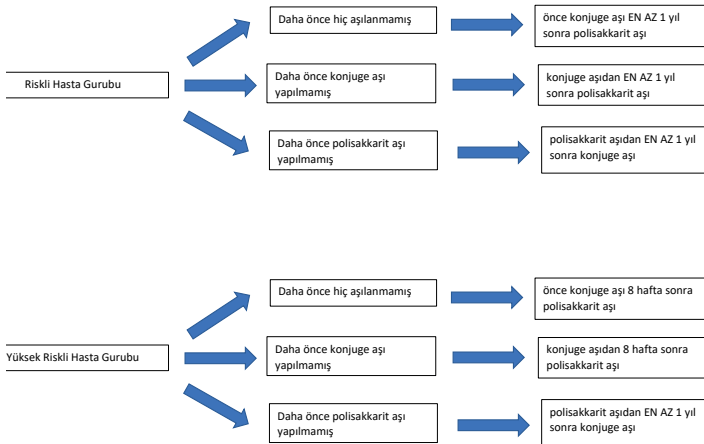 Daha önce hiç aşılanmamış
önce konjuge aşı EN AZ 1 yıl
sonra polisakkarit aşı
Riskli Hasta Gurubu
Daha önce konjuge aşı
yapılmamış
konjuge aşıdan EN AZ 1 yıl
sonra polisakkarit aşı
Daha önce polisakkarit aşı
yapılmamış
polisakkarit aşıdan EN AZ 1 yıl
sonra konjuge aşı
Daha önce hiç aşılanmamış
önce konjuge aşı 8 hafta sonra
polisakkarit aşı
Yüksek Riskli Hasta Gurubu
Daha önce konjuge aşı
yapılmamış
konjuge aşıdan 8 hafta sonra
polisakkarit aşı
Daha önce polisakkarit aşı
yapılmamış
polisakkarit aşıdan EN AZ 1 yıl
sonra konjuge aşı